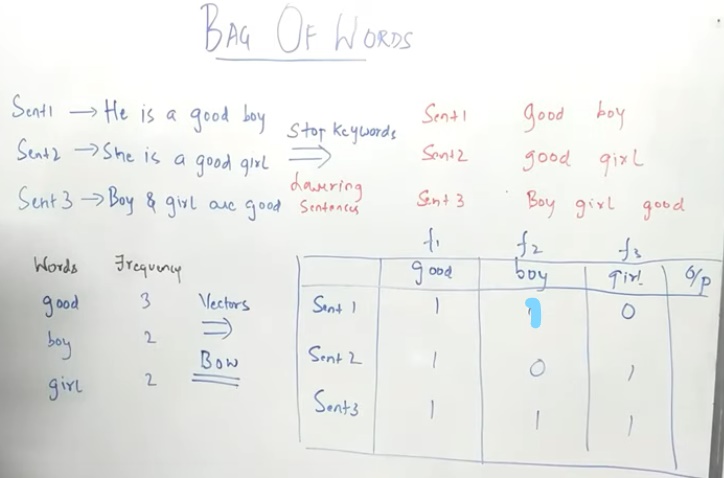 BAG OF WORDS
Sent1 → He is a good boy
Sent2 → She is a good girl
Sent3 → Boy & girl are good
Stop Keywords
⇒
Lowering
Sentences
Sent1 good boy
Sent2 good girl
Sent3 Boy girl good
Words Frequency
good 3
boy 2
girl 2
Vectors
⇒
BOW
f1 f2 f3
good boy girl O/P
Sent 1 1 1 0
Sent 2 1 0 1
Sent3 1 1 1